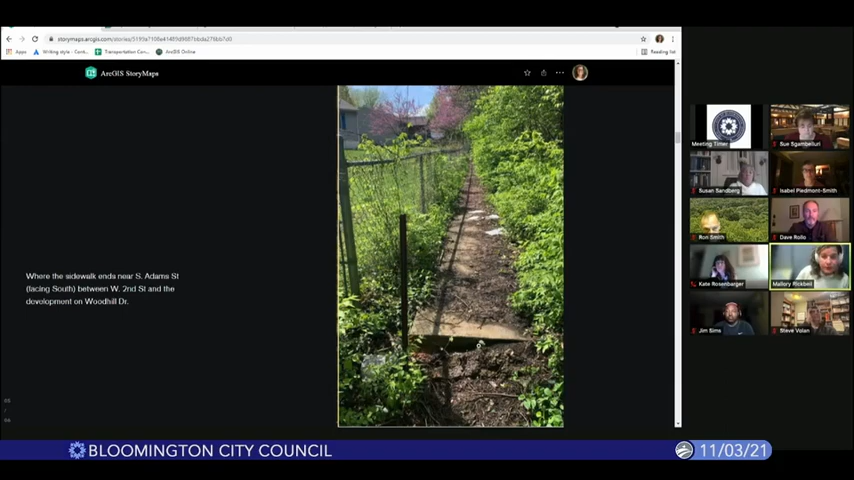 storymaps.arcgis.com/stories/
Apps
Writing style - Cont...
Transportation Can...
ArcGIS Online
Reading list
ArcGIS StoryMaps
Where the sidewalk ends near S. Adams St
(facing South) between W. 2nd St and the
development on Woodhill Dr.
Meeting Timer
Sue Sgambelluri
Susan Sandberg
Isabel Piedmont-Smith
Ron Smith
Dave Rollo
Kate Rosenbarger
Mallory Rickbeil
Jim Sims
Steve Volan
BLOOMINGTON CITY COUNCIL
11/03/21